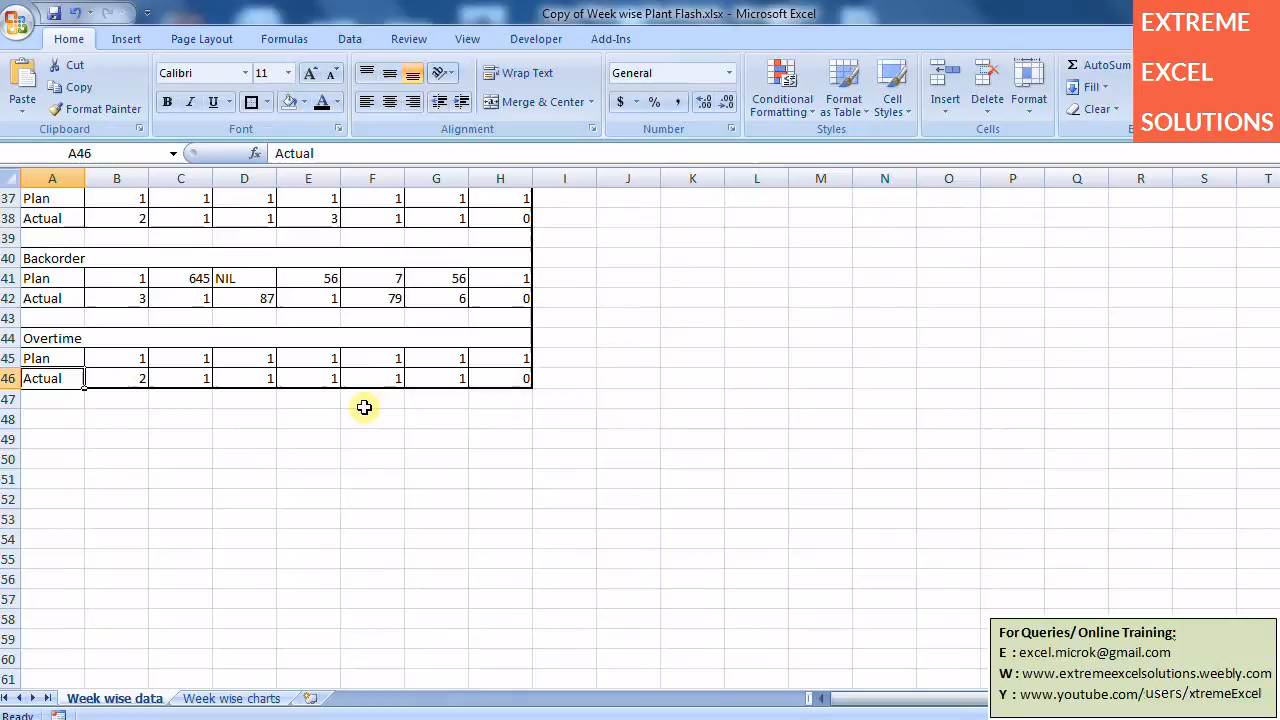 Copy of Week wise Plant Flash.xlsx - Microsoft Excel
EXTREME
EXCEL
SOLUTIONS
Home Insert Page Layout Formulas Data Review View Developer Add-Ins
Paste Cut Copy Format Painter
Calibri 11 A A
B I U A
Wrap Text
Merge & Center
General
$ % ,
Conditional Formatting Format as Table Cell Styles
Insert Delete Format
Σ AutoSum
Fill
Clear
Clipboard Font Alignment Number Styles Cells
A46 fx Actual
A B C D E F G H I J K L M N O P Q R S T
37 Plan 1 1 1 1 1 1 1
38 Actual 2 1 1 3 1 1 0
39
40 Backorder
41 Plan 1 645 NIL 56 7 56 1
42 Actual 3 1 87 1 79 6 0
43
44 Overtime
45 Plan 1 1 1 1 1 1 1
46 Actual 2 1 1 1 1 1 0
47
48
49
50
51
52
53
54
55
56
57
58
59
60
61
For Queries/ Online Training:
E : excel.microk@gmail.com
W : www.extremeexcelsolutions.weebly.com
Y : www.youtube.com/users/xtremeExcel
Week wise data Week wise charts
Ready